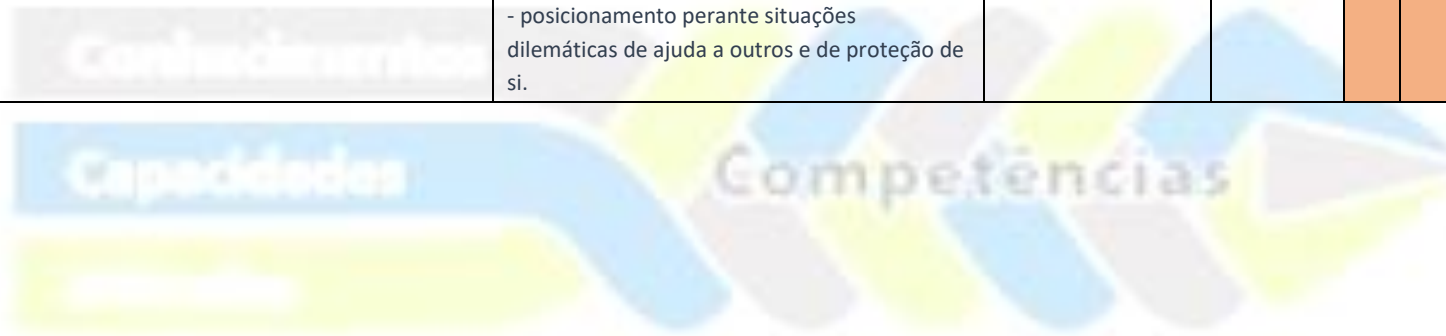 - posicionamento perante situações
dilemáticas de ajuda a outros e de proteção de
si.
Conhecimentos
Capacidades
Competências